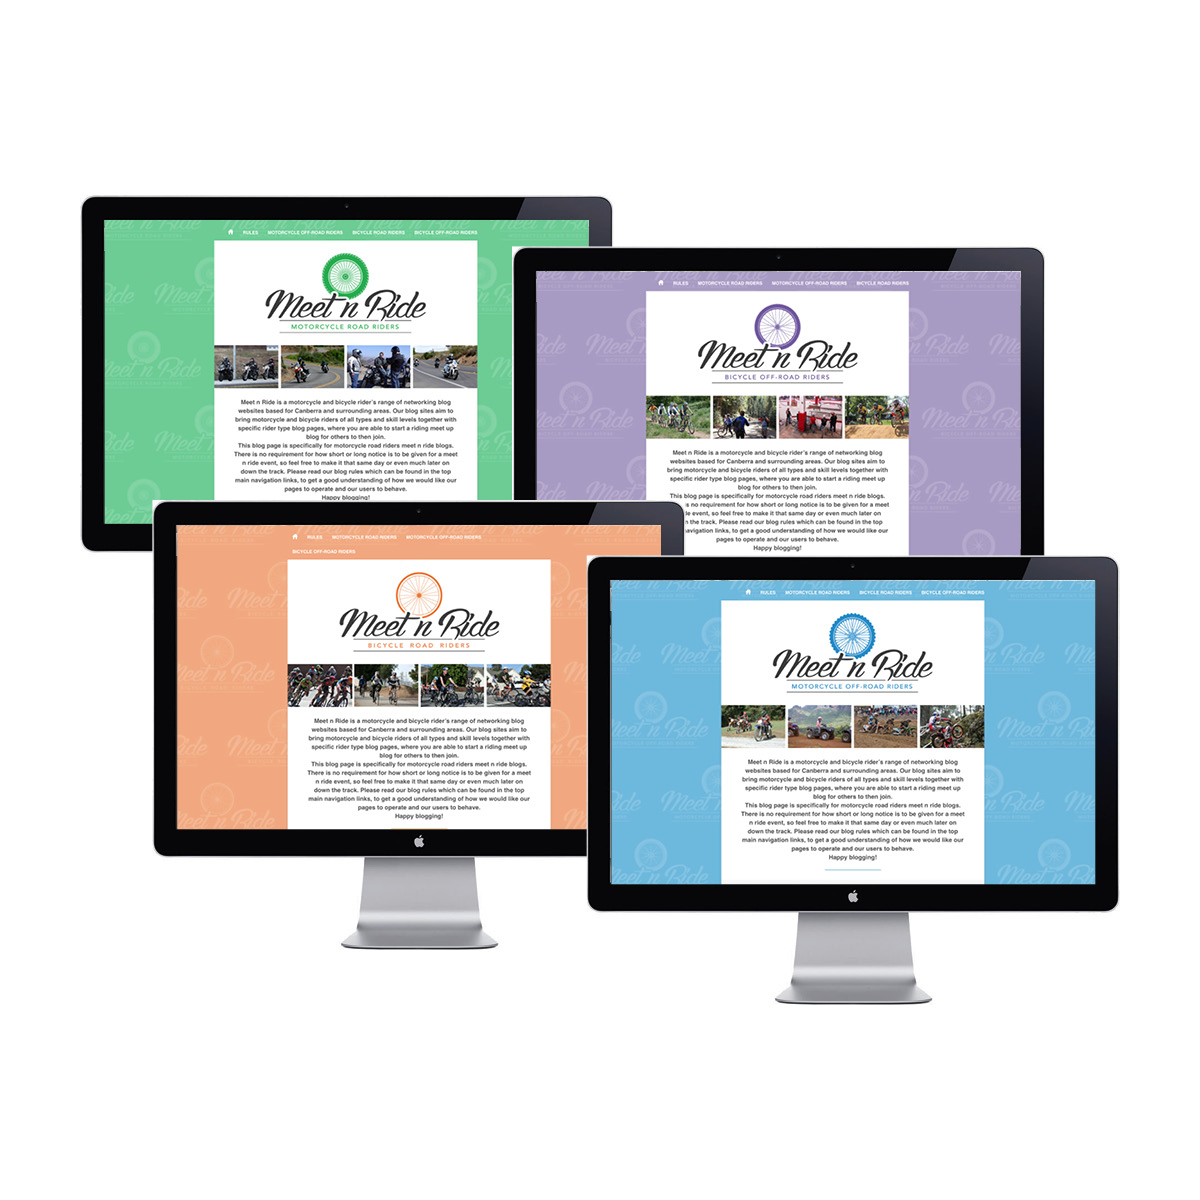 RULES MOTORCYCLE OFF-ROAD RIDERS BICYCLE ROAD RIDERS BICYCLE OFF-ROAD RIDERS
Meet n Ride
MOTORCYCLE ROAD RIDERS
Meet n Ride is a motorcycle and bicycle rider's range of networking blog
websites based for Canberra and surrounding areas. Our blog sites aim to
bring motorcycle and bicycle riders of all types and skill levels together with
specific rider type blog pages, where you are able to start a riding meet up
blog for others to then join.
This blog page is specifically for motorcycle road riders meet n ride blogs.
There is no requirement for how short or long notice is to be given for a meet
n ride event, so feel free to make it that same day or even much later on
down the track. Please read our blog rules which can be found in the top
main navigation links, to get a good understanding of how we would like our
pages to operate and our users to behave.
Happy blogging!
RULES MOTORCYCLE ROAD RIDERS MOTORCYCLE OFF-ROAD RIDERS BICYCLE ROAD RIDERS
Meet n Ride
BICYCLE OFF-ROAD RIDERS
Meet n Ride is a motorcycle and bicycle rider's range of networking blog
websites based for Canberra and surrounding areas. Our blog sites aim to
bring motorcycle and bicycle riders of all types and skill levels together with
specific rider type blog pages, where you are able to start a riding meet up
blog for others to then join.
This blog page is specifically for motorcycle road riders meet n ride blogs.
is no requirement for how short or long notice is to be given for a meet
event, so feel free to make it that same day or even much later on
the track. Please read our blog rules which can be found in the top
navigation links, to get a good understanding of how we would like our
pages to operate and our users to behave.
Happy blogging!
RULES MOTORCYCLE ROAD RIDERS MOTORCYCLE OFF-ROAD RIDERS
BICYCLE OFF-ROAD RIDERS
Meet n Ride
BICYCLE ROAD RIDERS
Meet n Ride is a motorcycle and bicycle rider's range of networking blog
websites based for Canberra and surrounding areas. Our blog sites aim to
bring motorcycle and bicycle riders of all types and skill levels together with
specific rider type blog pages, where you are able to start a riding meet up
blog for others to then join.
This blog page is specifically for motorcycle road riders meet n ride blogs.
There is no requirement for how short or long notice is to be given for a meet
n ride event, so feel free to make it that same day or even much later on
down the track. Please read our blog rules which can be found in the top
main navigation links, to get a good understanding of how we would like our
pages to operate and our users to behave.
Happy blogging!
RULES MOTORCYCLE ROAD RIDERS BICYCLE ROAD RIDERS BICYCLE OFF-ROAD RIDERS
Meet n Ride
MOTORCYCLE OFF-ROAD RIDERS
Meet n Ride is a motorcycle and bicycle rider's range of networking blog
websites based for Canberra and surrounding areas. Our blog sites aim to
bring motorcycle and bicycle riders of all types and skill levels together with
specific rider type blog pages, where you are able to start a riding meet up
blog for others to then join.
This blog page is specifically for motorcycle road riders meet n ride blogs.
There is no requirement for how short or long notice is to be given for a meet
n ride event, so feel free to make it that same day or even much later on
down the track. Please read our blog rules which can be found in the top
main navigation links, to get a good understanding of how we would like our
pages to operate and our users to behave.
Happy blogging!